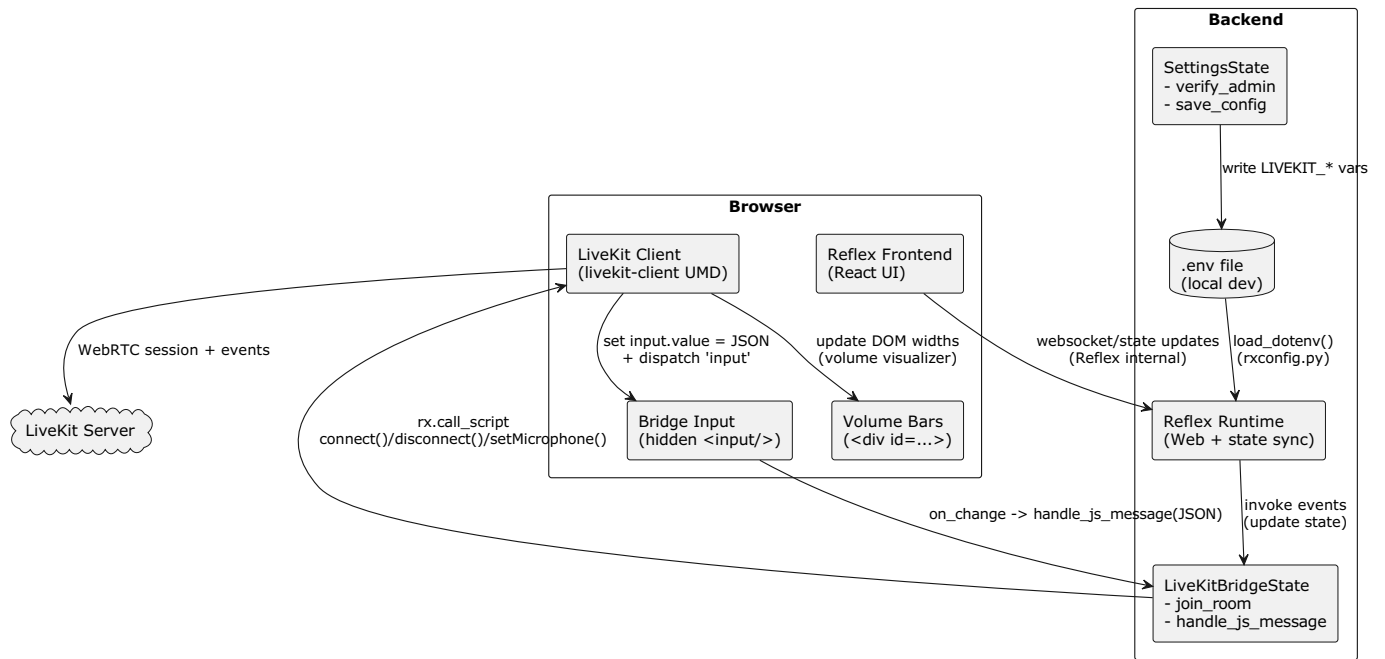 Backend
SettingsState
- verify_admin
- save_config
write LIVEKIT_* vars
Browser
LiveKit Client
(livekit-client UMD)
Reflex Frontend
(React UI)
.env file
(local dev)
WebRTC session + events
set input.value = JSON
+ dispatch 'input'
update DOM widths
(volume visualizer)
websocket/state updates
(Reflex internal)
load_dotenv()
(rxconfig.py)
LiveKit Server
rx.call_script
connect()/disconnect()/setMicrophone()
Bridge Input
(hidden <input/>)
Volume Bars
(<div id=...>)
Reflex Runtime
(Web + state sync)
on_change -> handle_js_message(JSON)
invoke events
(update state)
LiveKitBridgeState
- join_room
- handle_js_message